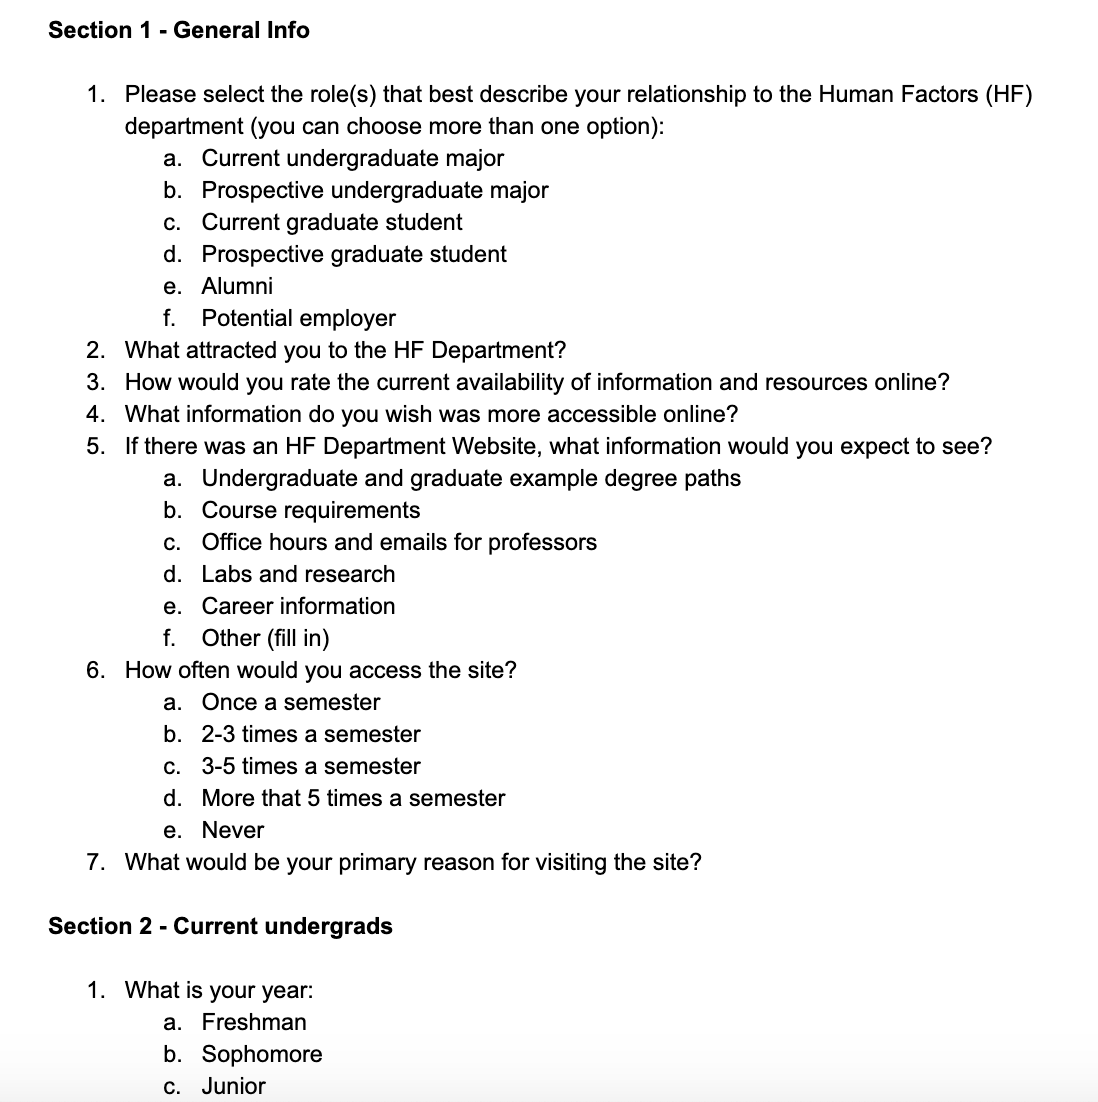 Section 1 - General Info
1. Please select the role(s) that best describe your relationship to the Human Factors (HF)
department (you can choose more than one option):
a. Current undergraduate major
b. Prospective undergraduate major
c. Current graduate student
d. Prospective graduate student
e. Alumni
f. Potential employer
2. What attracted you to the HF Department?
3. How would you rate the current availability of information and resources online?
4. What information do you wish was more accessible online?
5. If there was an HF Department Website, what information would you expect to see?
a. Undergraduate and graduate example degree paths
b. Course requirements
c. Office hours and emails for professors
d. Labs and research
e. Career information
f. Other (fill in)
6. How often would you access the site?
a. Once a semester
b. 2-3 times a semester
c. 3-5 times a semester
d. More that 5 times a semester
e. Never
7. What would be your primary reason for visiting the site?
Section 2 - Current undergrads
1. What is your year:
a. Freshman
b. Sophomore
c. Junior